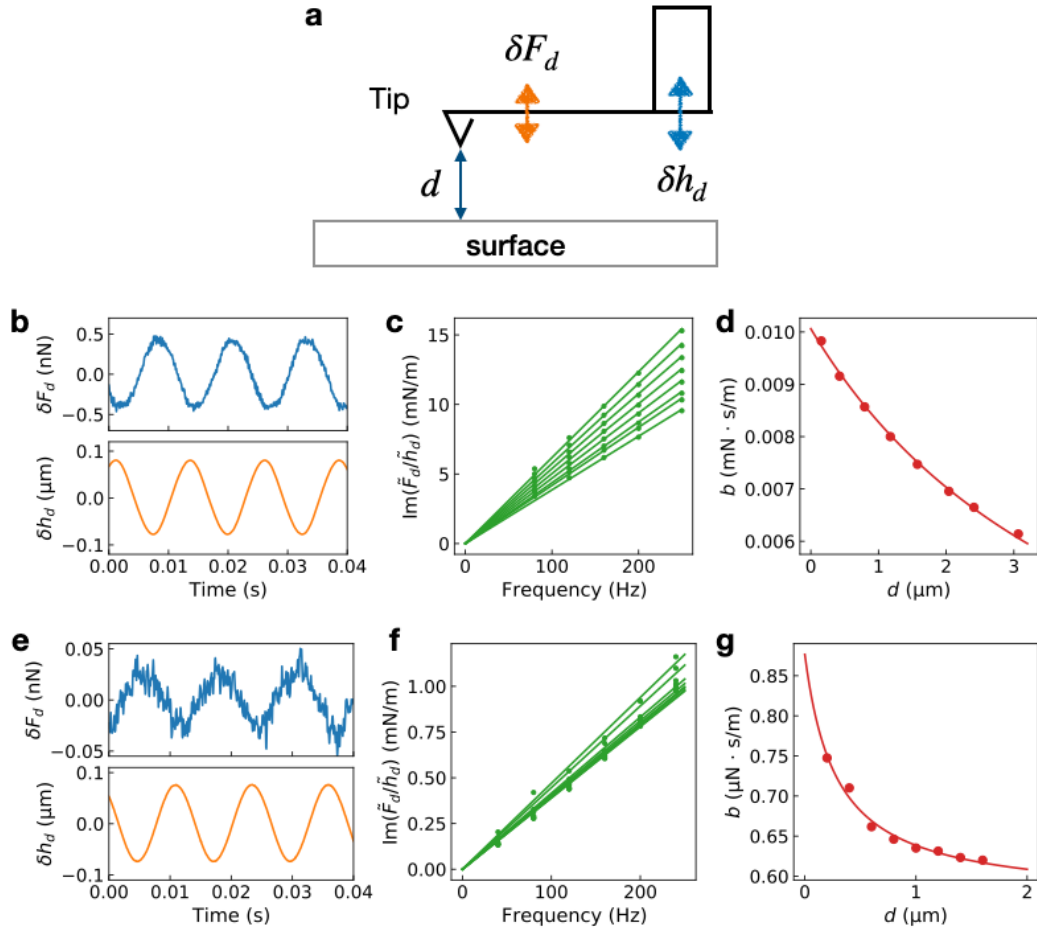 a
δF_d
Tip
d
δh_d
surface
b
δF_d (nN)
0.5
0.0
−0.5
δh_d (μm)
0.1
0.0
−0.1
0.00 0.01 0.02 0.03 0.04
Time (s)
c
Im(F̃_d/h̃_d) (mN/m)
15
10
5
0
0 100 200
Frequency (Hz)
d
b (mN · s/m)
0.010
0.009
0.008
0.007
0.006
0 1 2 3
d (μm)
e
δF_d (nN)
0.05
0.00
−0.05
δh_d (μm)
0.1
0.0
−0.1
0.00 0.01 0.02 0.03 0.04
Time (s)
f
Im(F̃_d/h̃_d) (mN/m)
1.00
0.75
0.50
0.25
0.00
0 100 200
Frequency (Hz)
g
b (μN · s/m)
0.85
0.80
0.75
0.70
0.65
0.60
0 1 2
d (μm)